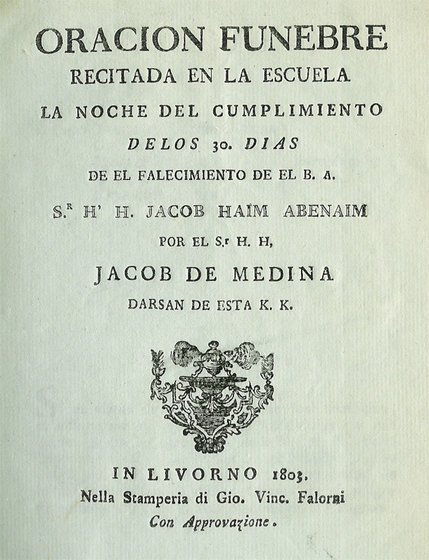 ORACION FUNEBRE
RECITADA EN LA ESCUELA
LA NOCHE DEL CUMPLIMIENTO
DELOS 30. DIAS
DE EL FALECIMIENTO DE EL B. A.
S.R H' H. JACOB HAIM ABENAIM
POR EL S.r H. H,
JACOB DE MEDINA
DARSAN DE ESTA K. K.
IN LIVORNO 1803.
Nella Stamperia di Gio. Vinc. Falorni
Con Approvazione.